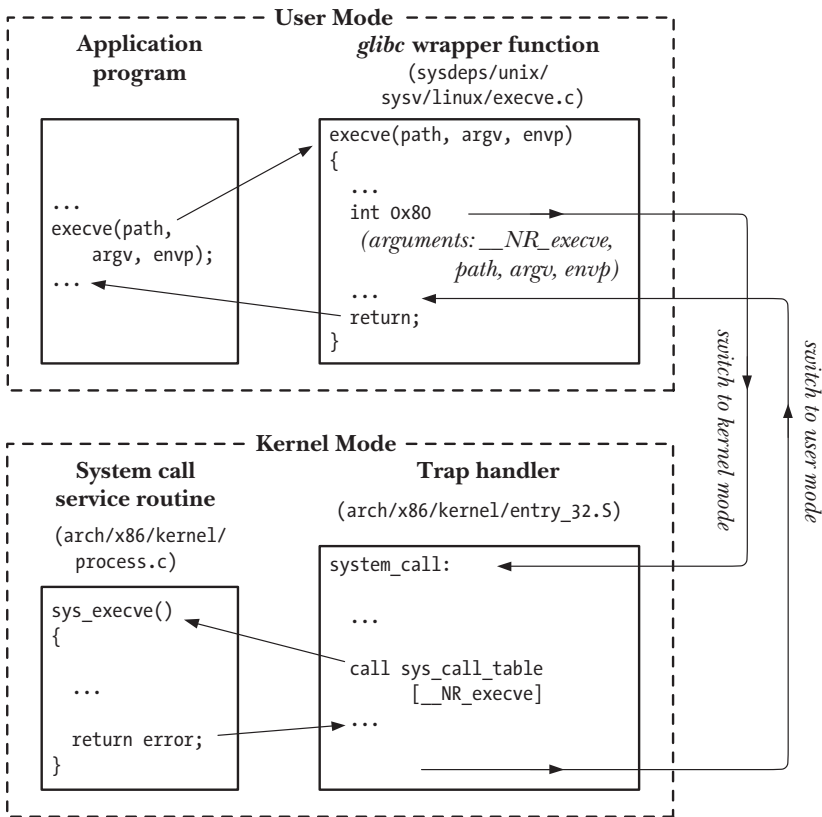 User Mode
Application
program
...
execve(path,
argv, envp);
...
glibc wrapper function
(sysdeps/unix/
sysv/linux/execve.c)
execve(path, argv, envp)
{
...
int 0x80
(arguments: __NR_execve,
path, argv, envp)
...
return;
}
switch to kernel mode
switch to user mode
Kernel Mode
System call
service routine
(arch/x86/kernel/
process.c)
sys_execve()
{
...
return error;
}
Trap handler
(arch/x86/kernel/entry_32.S)
system_call:
...
call sys_call_table
[__NR_execve]
...